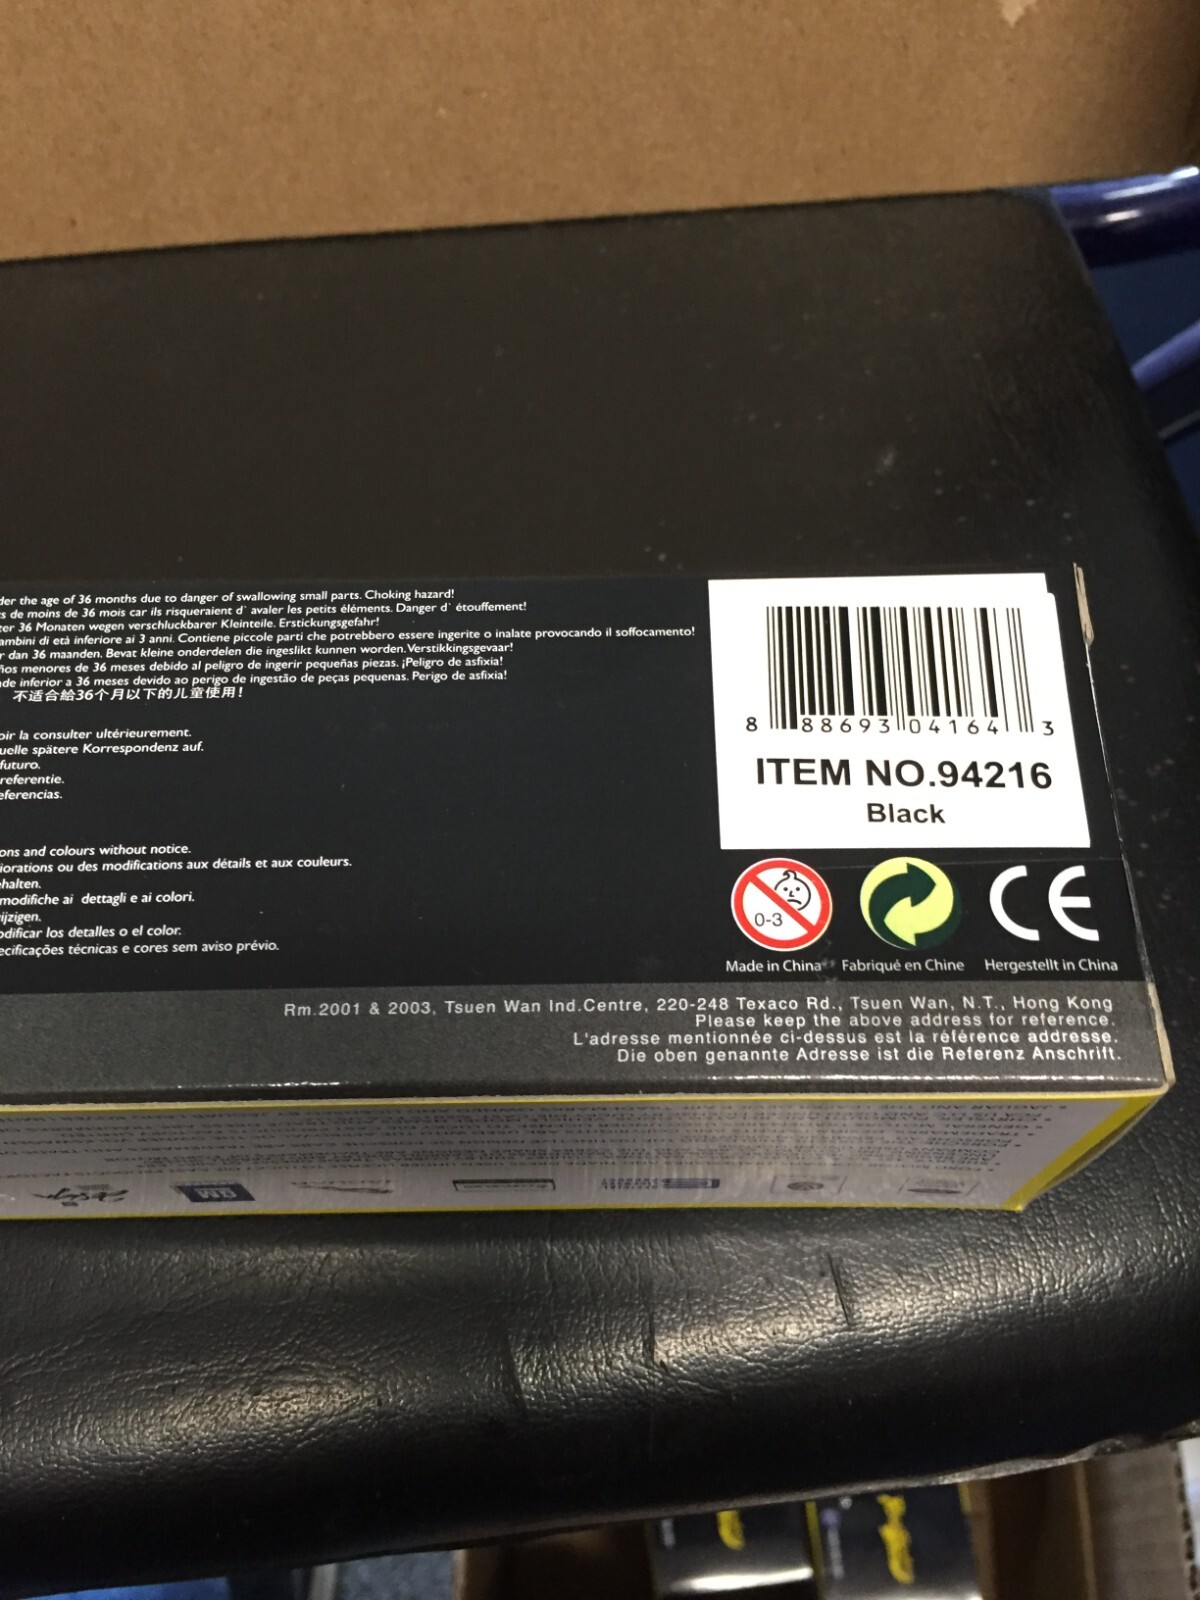 der the age of 36 months due to danger of swallowing small parts. Choking hazard!
s de moins de 36 mois car ils risqueraient d' avaler les petits éléments. Danger d' étouffement!
ter 36 Monaten wegen verschluckbarer Kleinteile. Erstickungsgefahr!
ambini di età inferiore ai 3 anni. Contiene piccole parti che potrebbero essere ingerite o inalate provocando il soffocamento!
r dan 36 maanden. Bevat kleine onderdelen die ingeslikt kunnen worden. Verstikkingsgevaar!
ños menores de 36 meses debido al peligro de ingerir pequeñas piezas. ¡Peligro de asfixia!
de inferior a 36 meses devido ao perigo de ingestão de peças pequenas. Perigo de asfixia!
不适合給36个月以下的儿童使用!
oir la consulter ultérieurement.
uelle spätere Korrespondenz auf.
futuro.
referentie.
eferencias.
ons and colours without notice.
iorations ou des modifications aux détails et aux couleurs.
halten.
modifiche ai dettagli e ai colori.
ijzigen.
odificar los detalles o el color.
ecificações técnicas e cores sem aviso prévio.
8 88693 04164 3
ITEM NO.94216
Black
0-3
CE
Made in China Fabriqué en Chine Hergestellt in China
Rm.2001 & 2003, Tsuen Wan Ind.Centre, 220-248 Texaco Rd., Tsuen Wan, N.T., Hong Kong
Please keep the above address for reference.
L'adresse mentionnée ci-dessus est la référence addresse.
Die oben genannte Adresse ist die Referenz Anschrift.
GM